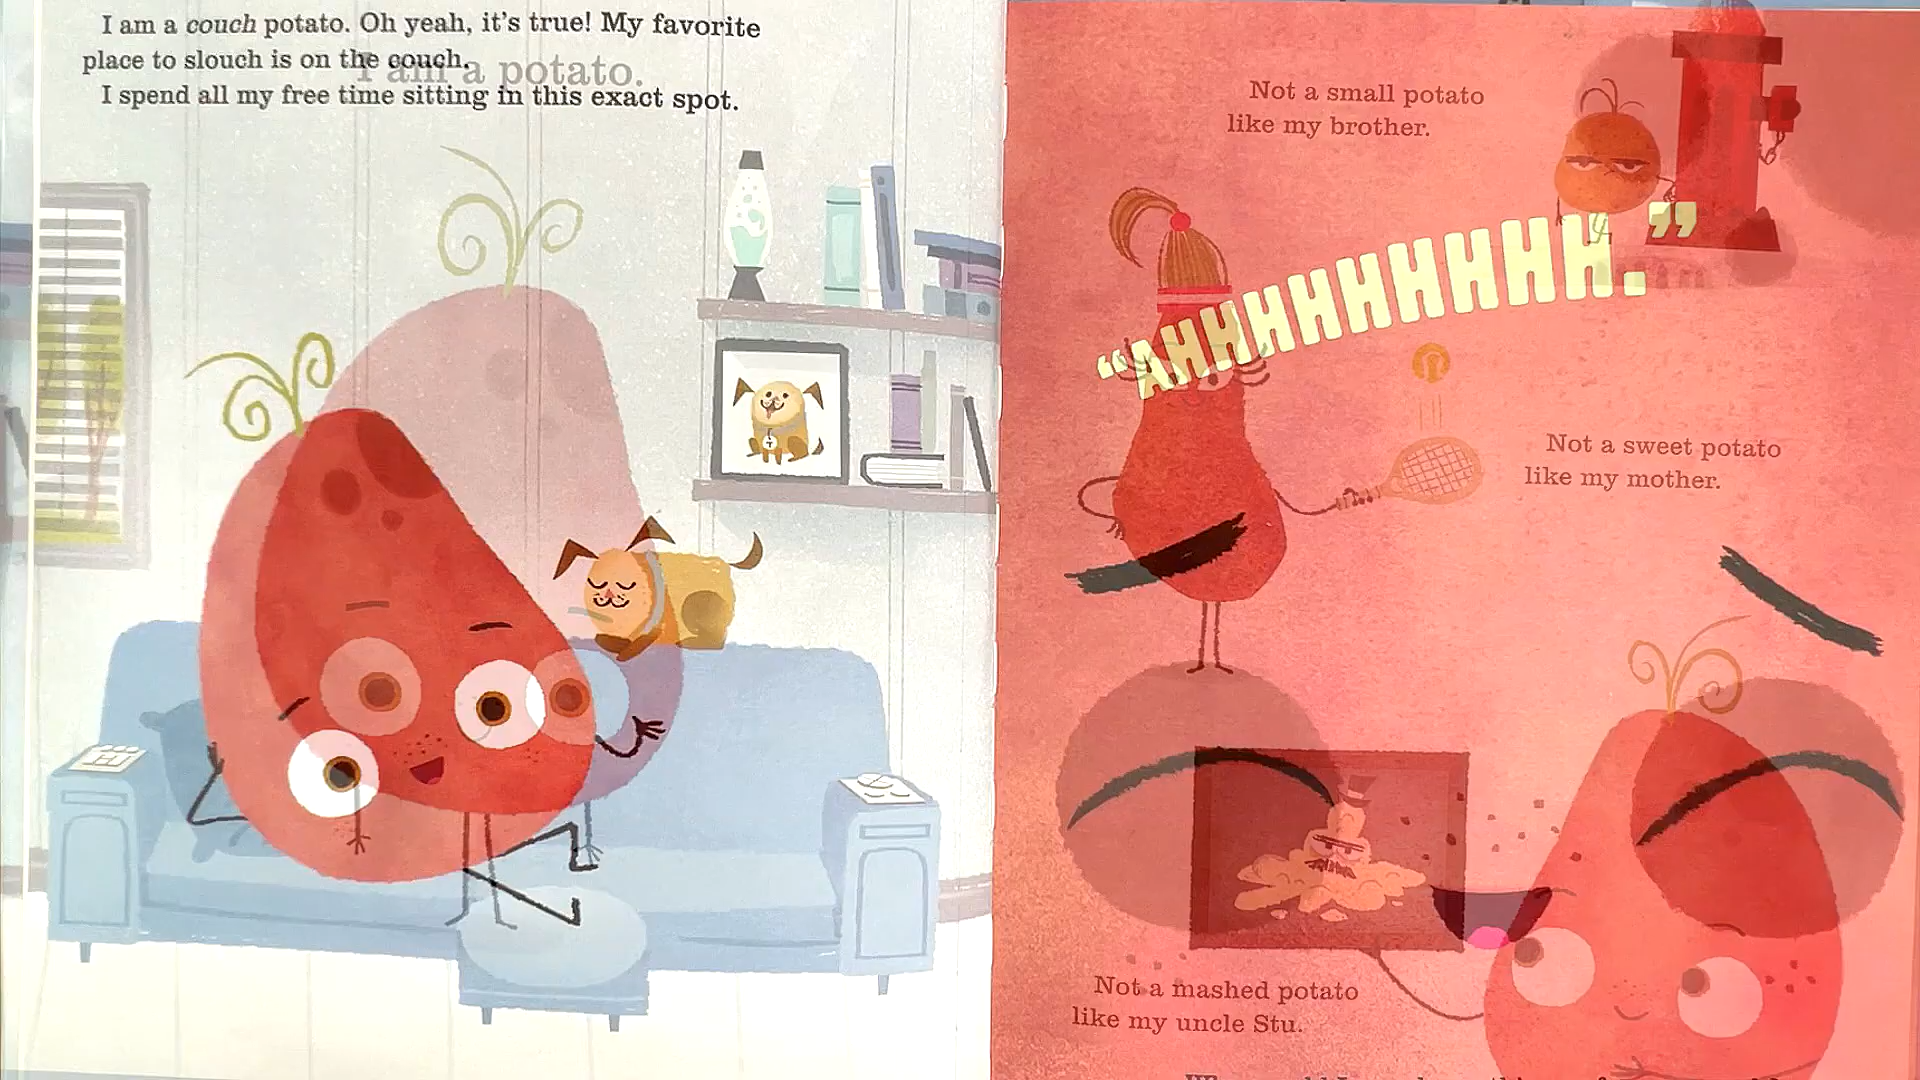 I am a couch potato. Oh yeah, it's true! My favorite
place to slouch is on the couch.
I am a potato.
I spend all my free time sitting in this exact spot.
Not a small potato
like my brother.
"AHHHHHHHHH."
Not a sweet potato
like my mother.
Not a mashed potato
like my uncle Stu.